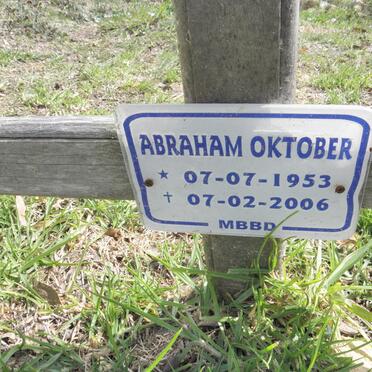 ABRAHAM OKTOBER
* 07-07-1953
† 07-02-2006
MBBD